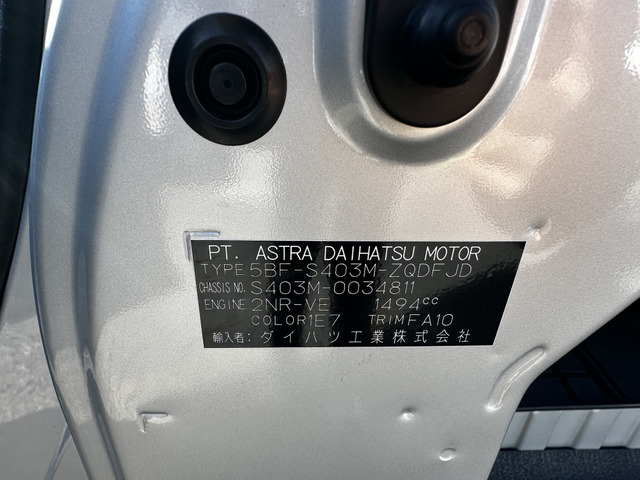 PT. ASTRA DAIHATSU MOTOR
TYPE 5BF-S403M-ZQDFJD
CHASSIS NO. S403M-0034811
ENGINE 2NR-VE 1494cc
COLOR 1E7 TRIM FA10
輸入者: ダイハツ工業株式会社